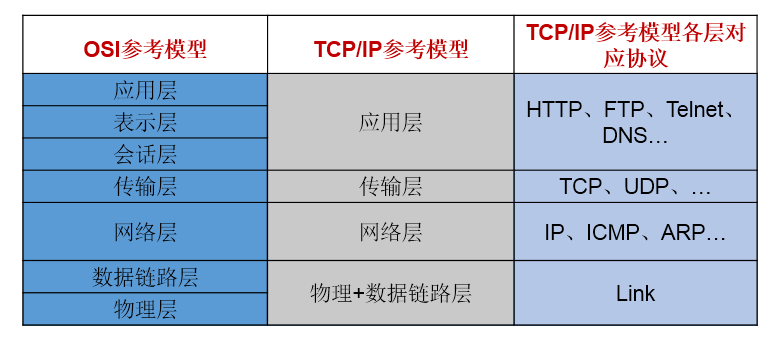 OSI参考模型
TCP/IP参考模型
TCP/IP参考模型各层对
应协议
应用层
表示层
会话层
应用层
HTTP、FTP、Telnet、
DNS…
传输层
传输层
TCP、UDP、…
网络层
网络层
IP、ICMP、ARP…
数据链路层
物理层
物理+数据链路层
Link